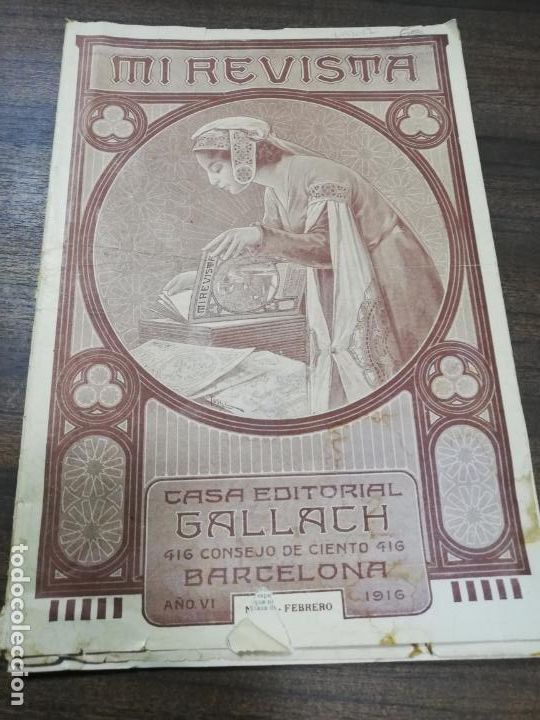 MI REVISTA
MI REVISTA
CASA EDITORIAL
GALLACH
416 CONSEJO DE CIENTO 416
BARCELONA
AÑO. VI
FEBRERO
1916
todocoleccion